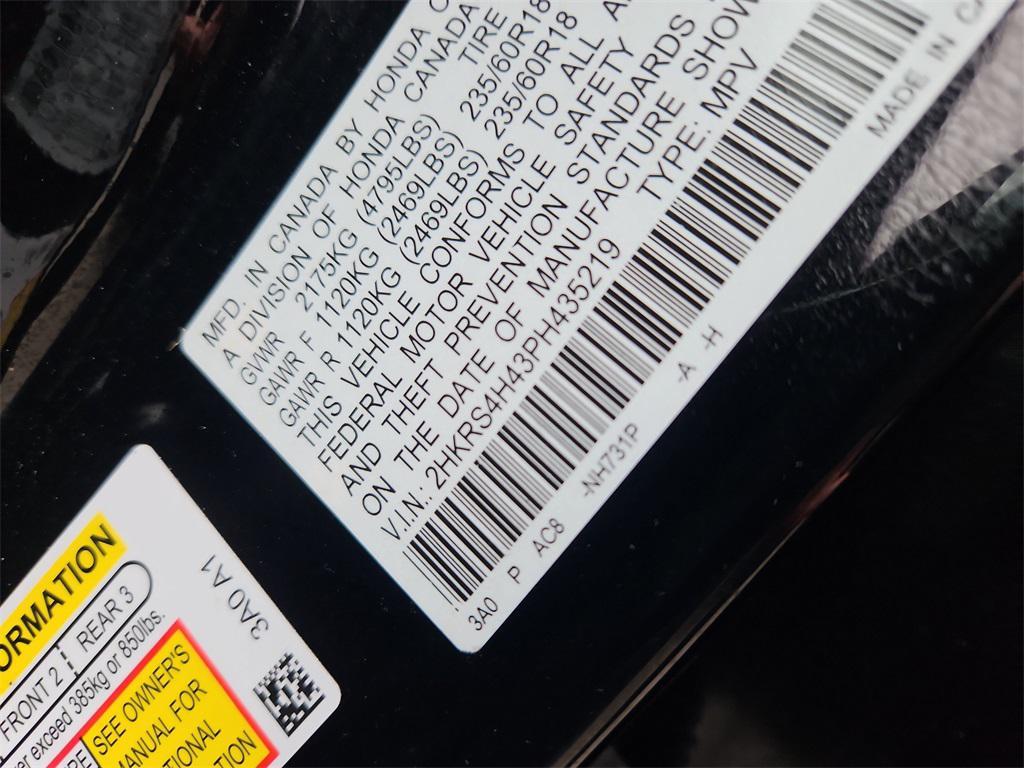 MFD. IN CANADA BY HONDA
A DIVISION OF HONDA CANADA
TIRE
GVWR 2175KG (4795LBS)
GAWR F 1120KG (2469LBS) 235/60R18
GAWR R 1120KG (2469LBS) 235/60R18
THIS VEHICLE CONFORMS TO ALL
FEDERAL MOTOR VEHICLE SAFETY
AND THEFT PREVENTION STANDARDS
ON THE DATE OF MANUFACTURE SHOW
V.I.N.: 2HKRS4H43PH435219 TYPE: MPV
3A0 P AC8 -NH731P -A -H MADE IN
ORMATION
FRONT 2 REAR 3
er exceed 385kg or 850lbs.
SEE OWNER'S
MANUAL FOR
3A0 A1